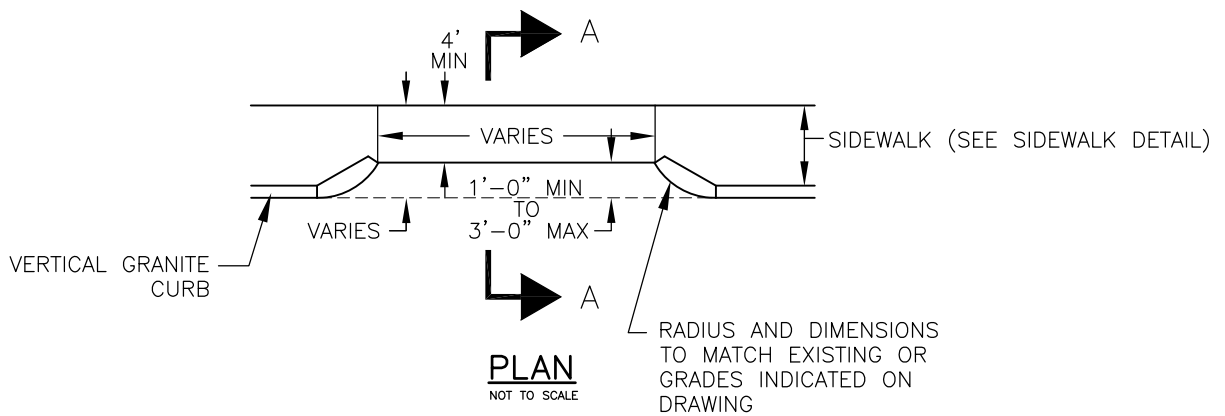 A
4'
MIN
VARIES
SIDEWALK (SEE SIDEWALK DETAIL)
1'-0" MIN
TO
VARIES
3'-0" MAX
VERTICAL GRANITE
CURB
A
RADIUS AND DIMENSIONS
TO MATCH EXISTING OR
GRADES INDICATED ON
DRAWING
PLAN
NOT TO SCALE